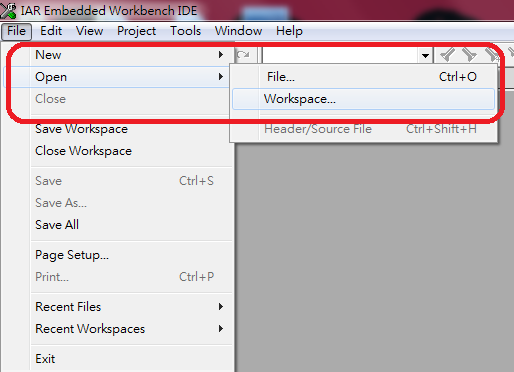 IAR Embedded Workbench IDE
File Edit View Project Tools Window Help
New
Open
File... Ctrl+O
Close
Workspace...
Save Workspace
Header/Source File Ctrl+Shift+H
Close Workspace
Save Ctrl+S
Save As...
Save All
Page Setup...
Print... Ctrl+P
Recent Files
Recent Workspaces
Exit